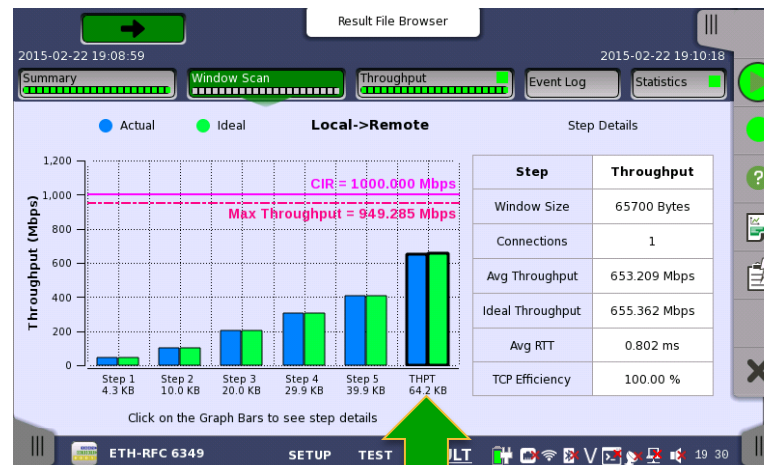 Result File Browser
2015-02-22 19:08:59
2015-02-22 19:10:18
Summary
Window Scan
Throughput
Event Log
Statistics
Actual
Ideal
Local->Remote
Step Details
Throughput (Mbps)
1,200
1,000
800
600
400
200
0
CIR = 1000.000 Mbps
Max Throughput = 949.285 Mbps
Step 1
4.3 KB
Step 2
10.0 KB
Step 3
20.0 KB
Step 4
29.9 KB
Step 5
39.9 KB
THPT
64.2 KB
Step Throughput
Window Size 65700 Bytes
Connections 1
Avg Throughput 653.209 Mbps
Ideal Throughput 655.362 Mbps
Avg RTT 0.802 ms
TCP Efficiency 100.00 %
Click on the Graph Bars to see step details
ETH-RFC 6349
SETUP
TEST
ULT
V
19 30